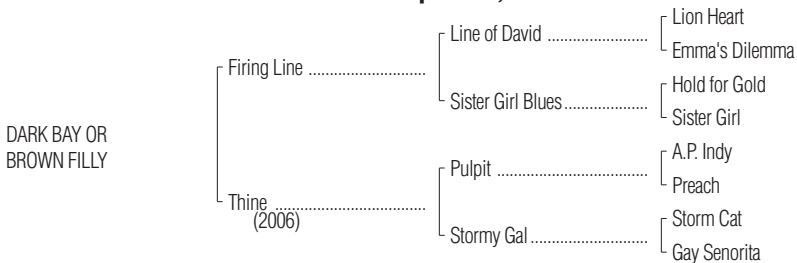 Lion Heart
Line of David
Emma's Dilemma
Firing Line
Hold for Gold
Sister Girl Blues
Sister Girl
DARK BAY OR
BROWN FILLY
A.P. Indy
Pulpit
Preach
Thine
(2006)
Storm Cat
Stormy Gal
Gay Senorita